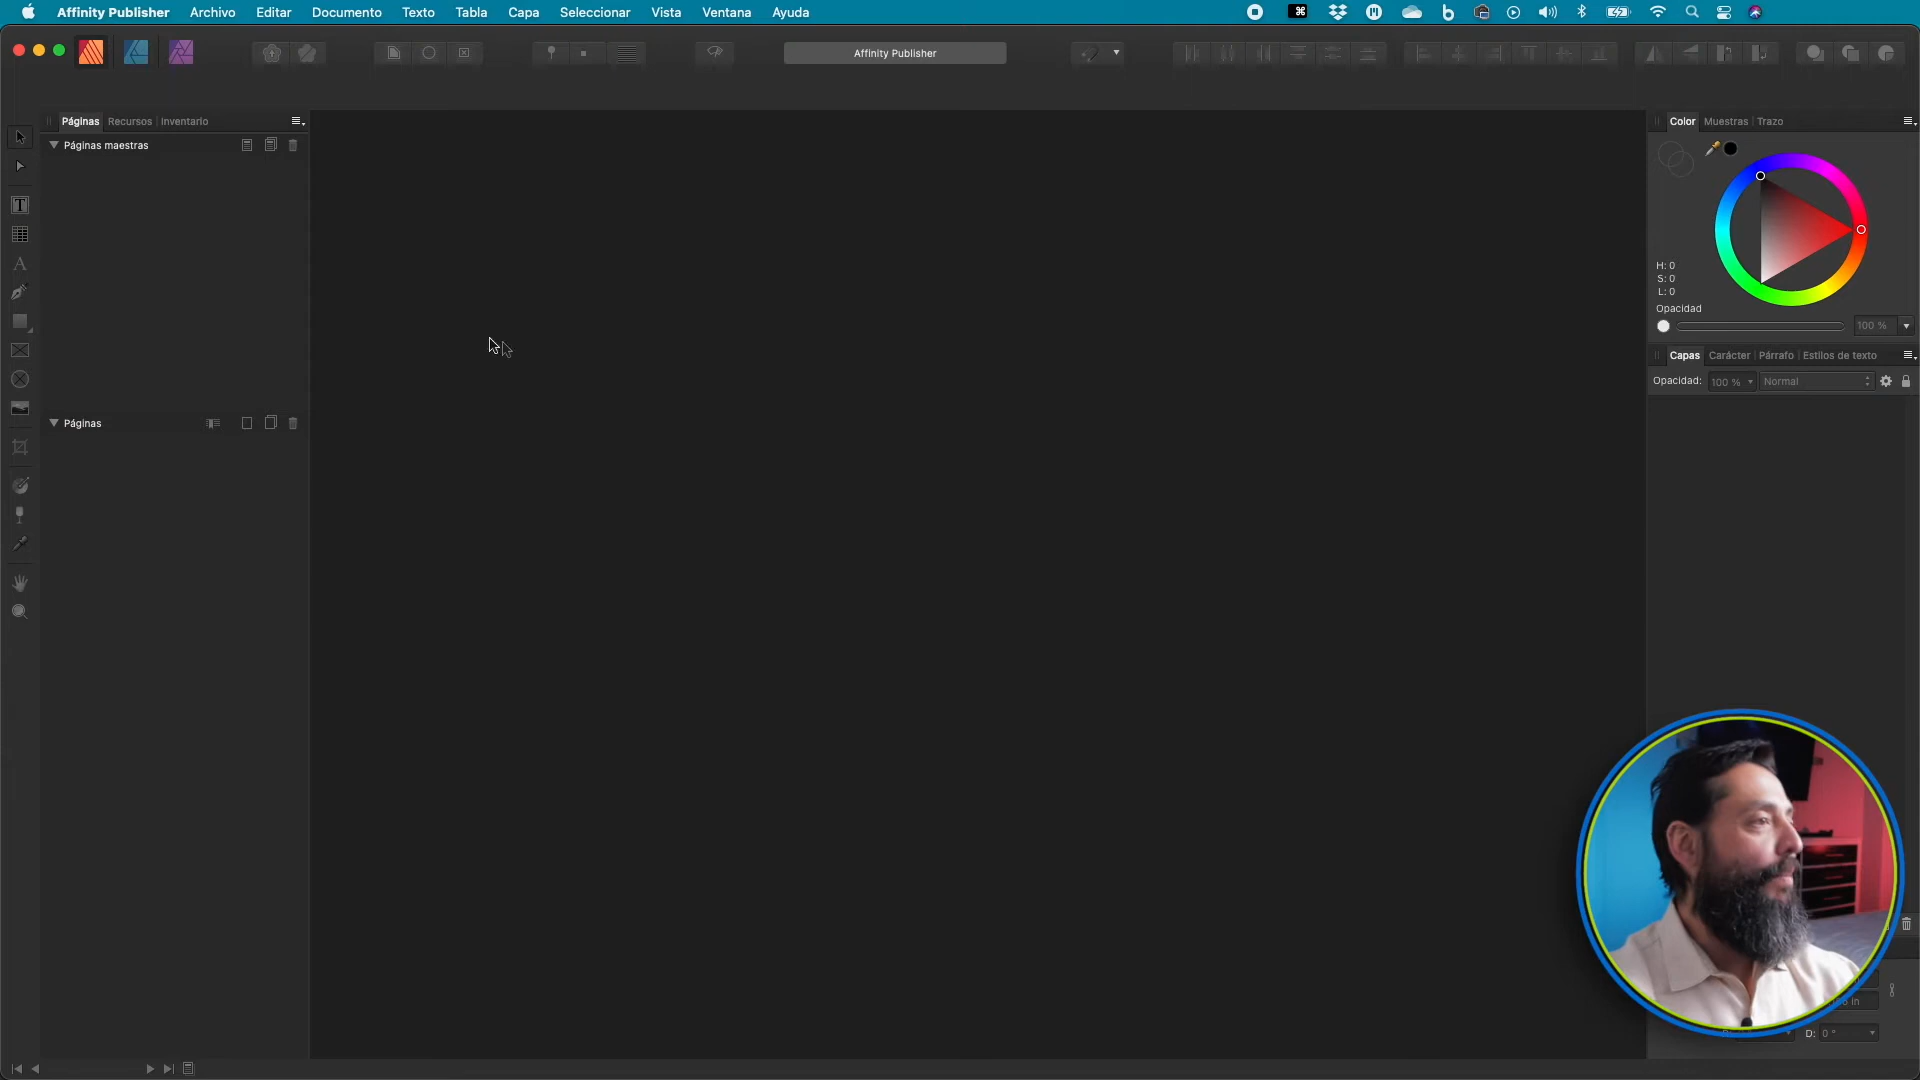 Affinity Publisher Archivo Editar Documento Texto Tabla Capa Seleccionar Vista Ventana Ayuda
Affinity Publisher
Páginas Recursos Inventario
Páginas maestras
Páginas
Color Muestras Trazo
H: 0
S: 0
L: 0
Opacidad
100 %
Capas Carácter Párrafo Estilos de texto
Opacidad: 100 % Normal
in
D: 0 °